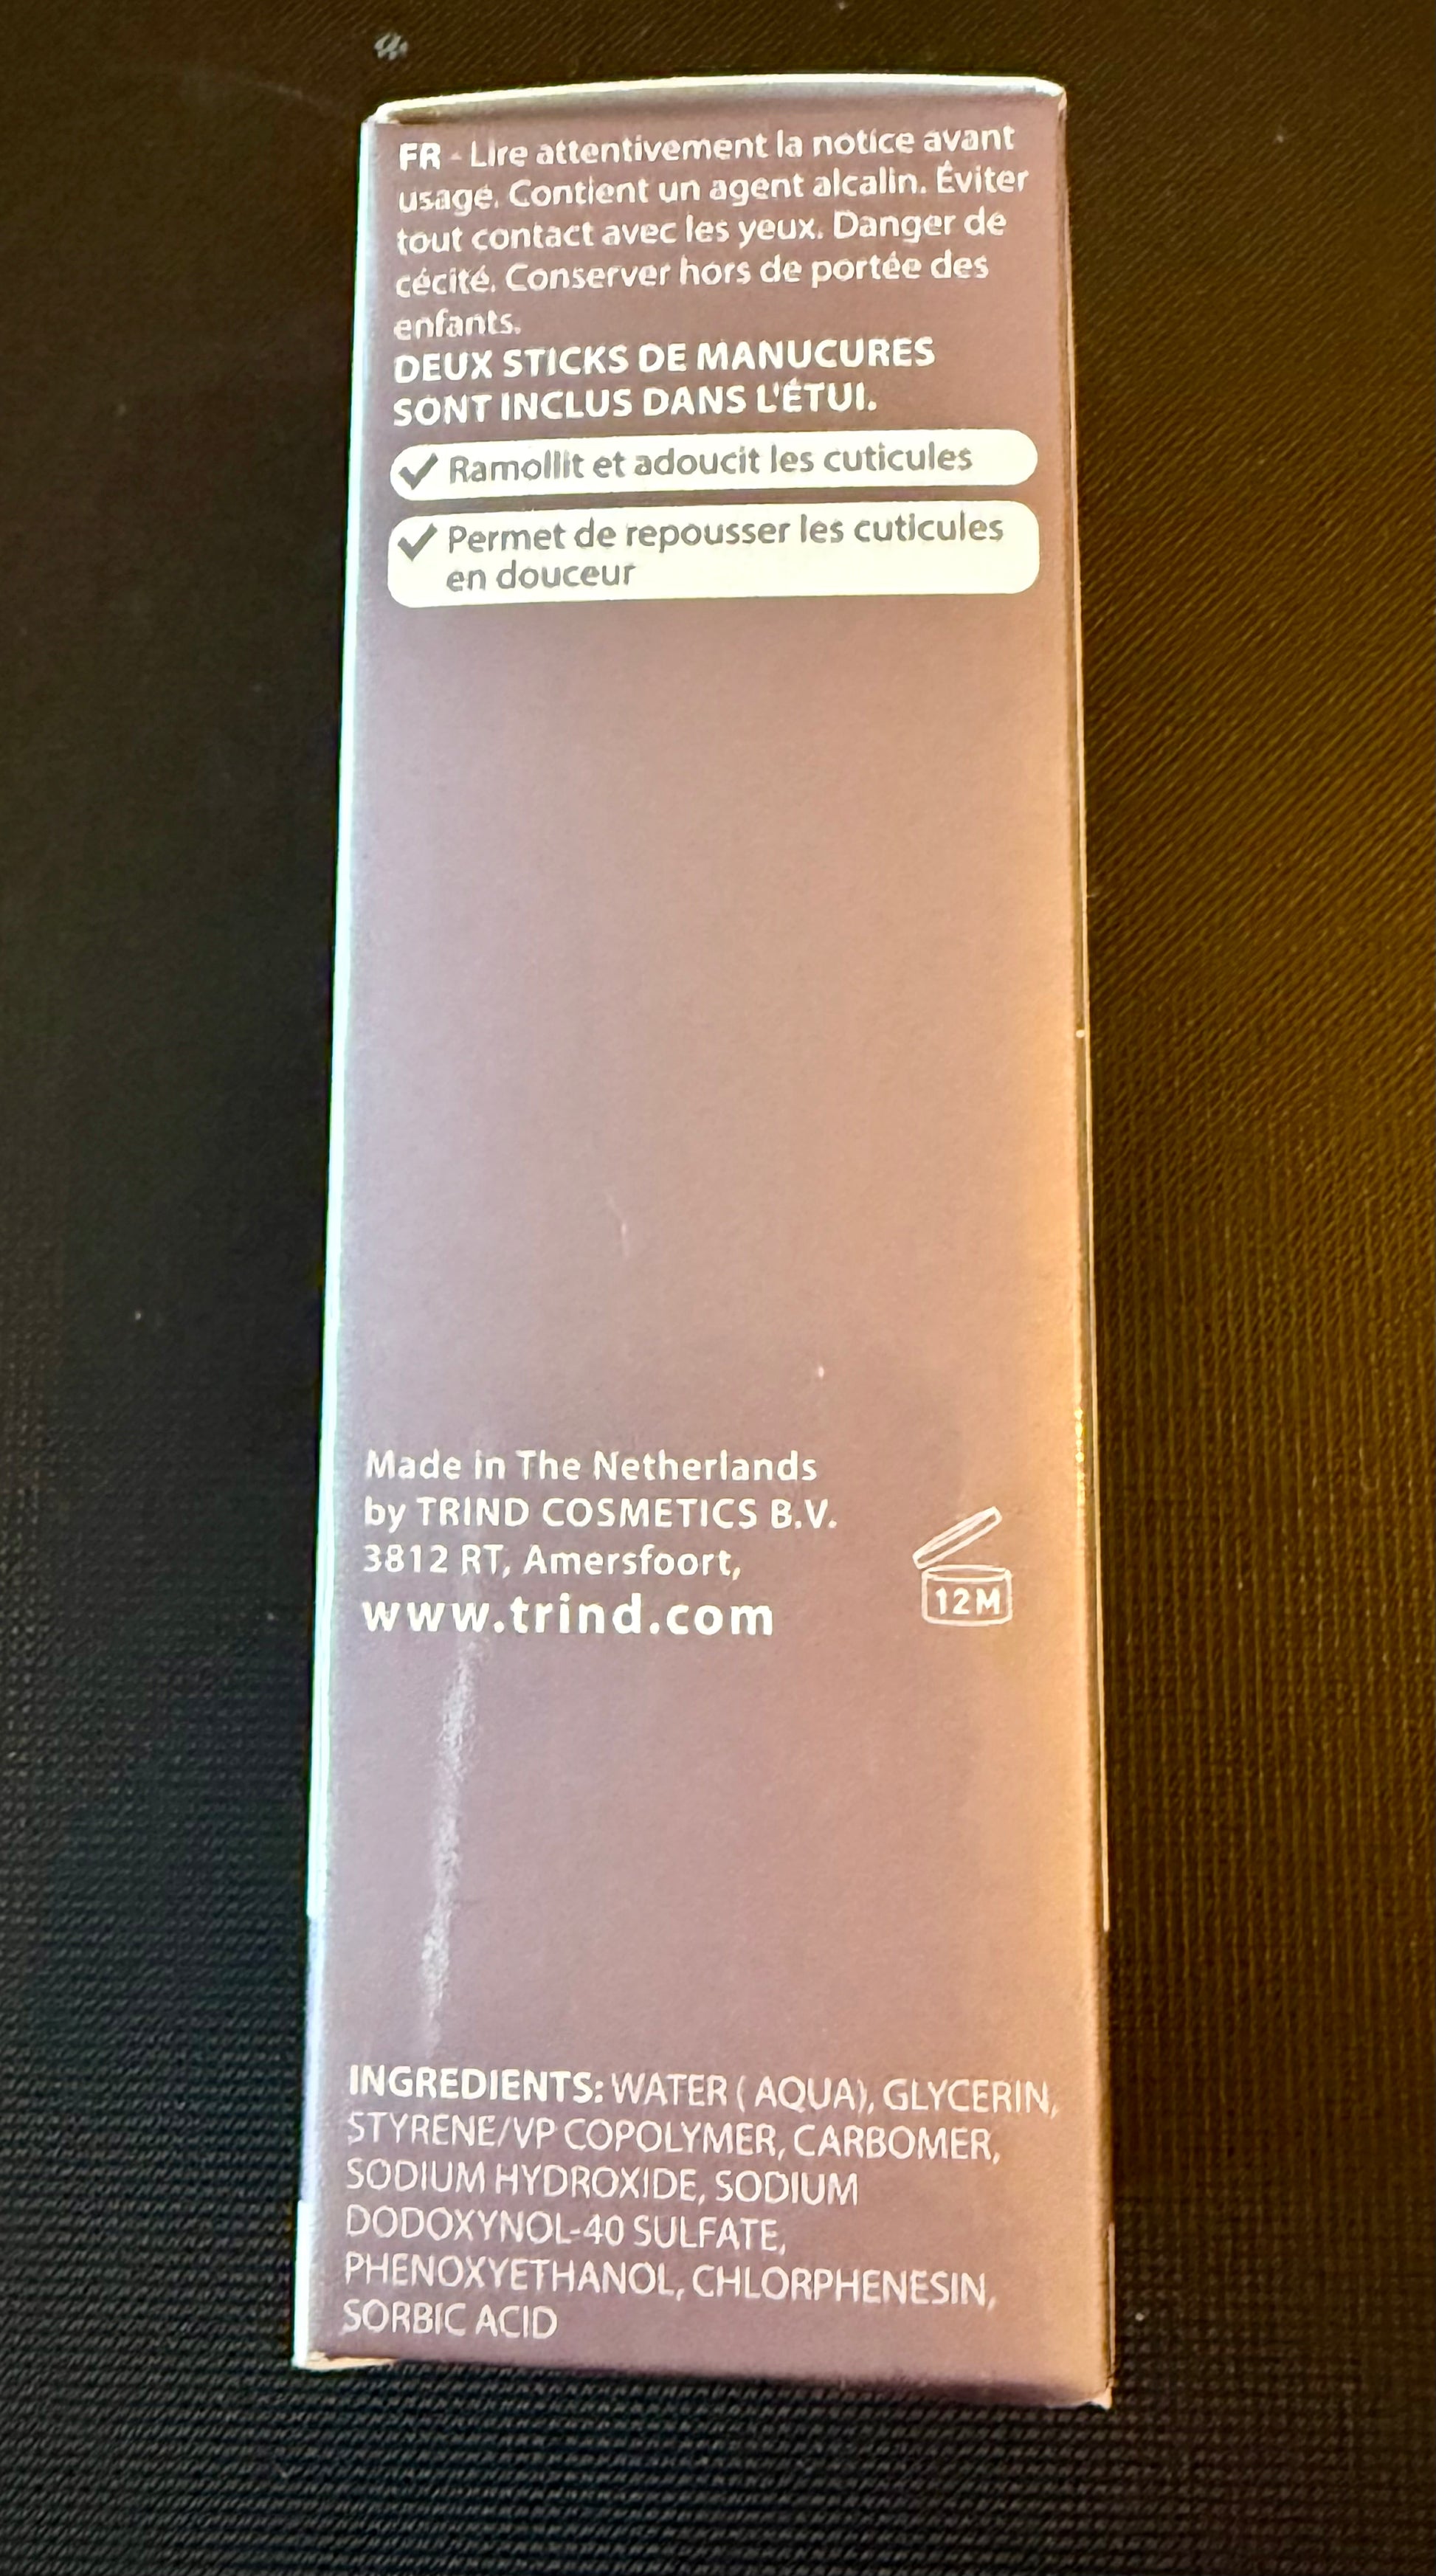 FR - Lire attentivement la notice avant
usage. Contient un agent alcalin. Éviter
tout contact avec les yeux. Danger de
cécité. Conserver hors de portée des
enfants.
DEUX STICKS DE MANUCURES
SONT INCLUS DANS L'ÉTUI.
Ramollit et adoucit les cuticules
Permet de repousser les cuticules
en douceur
Made in The Netherlands
by TRIND COSMETICS B.V.
3812 RT, Amersfoort,
www.trind.com
12M
INGREDIENTS: WATER ( AQUA), GLYCERIN,
STYRENE/VP COPOLYMER, CARBOMER,
SODIUM HYDROXIDE, SODIUM
DODOXYNOL-40 SULFATE,
PHENOXYETHANOL, CHLORPHENESIN,
SORBIC ACID